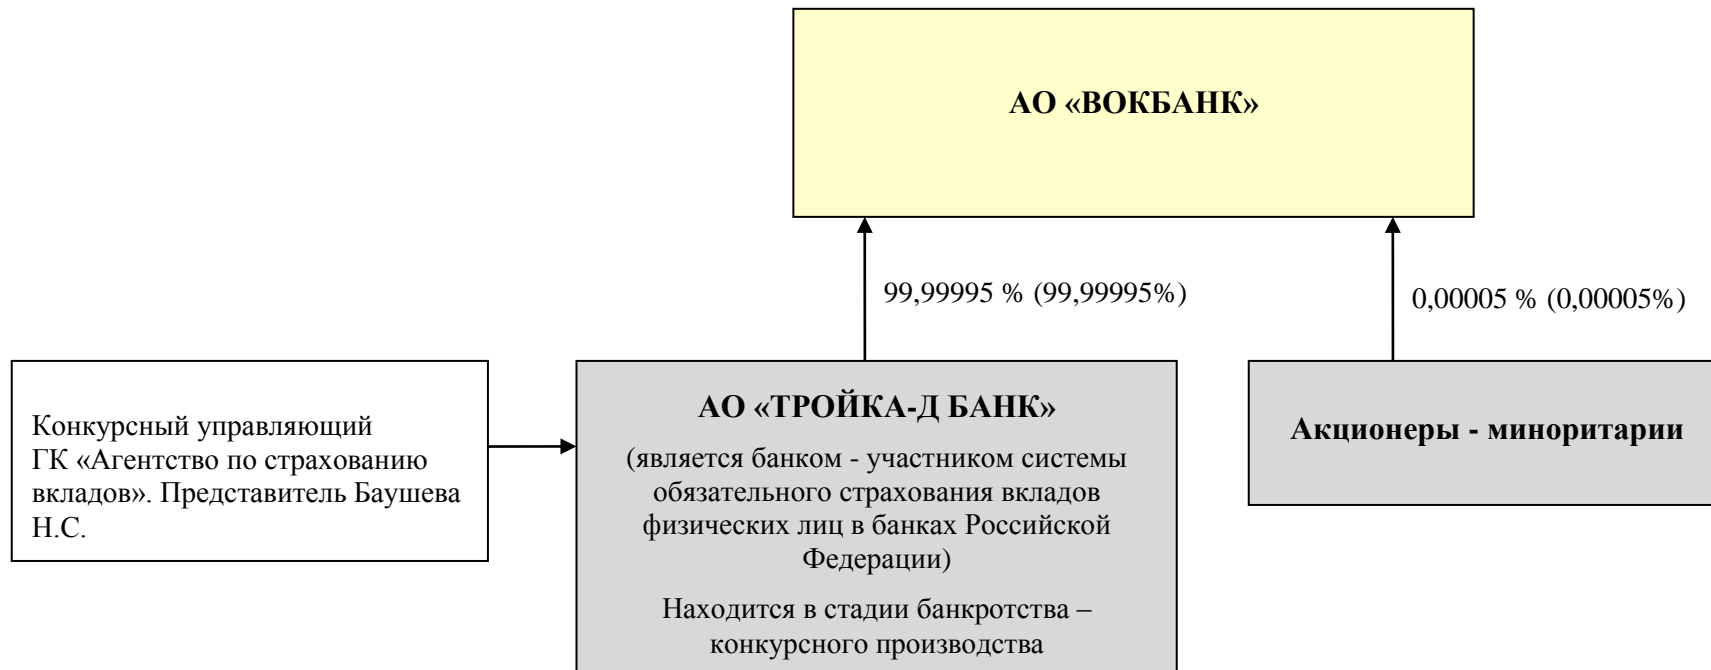 АО «ВОКБАНК»
99,99995 % (99,99995%)
0,00005 % (0,00005%)
Конкурсный управляющий
ГК «Агентство по страхованию
вкладов». Представитель Баушева
Н.С.
АО «ТРОЙКА-Д БАНК»
(является банком - участником системы
обязательного страхования вкладов
физических лиц в банках Российской
Федерации)
Находится в стадии банкротства –
конкурсного производства
Акционеры - миноритарии